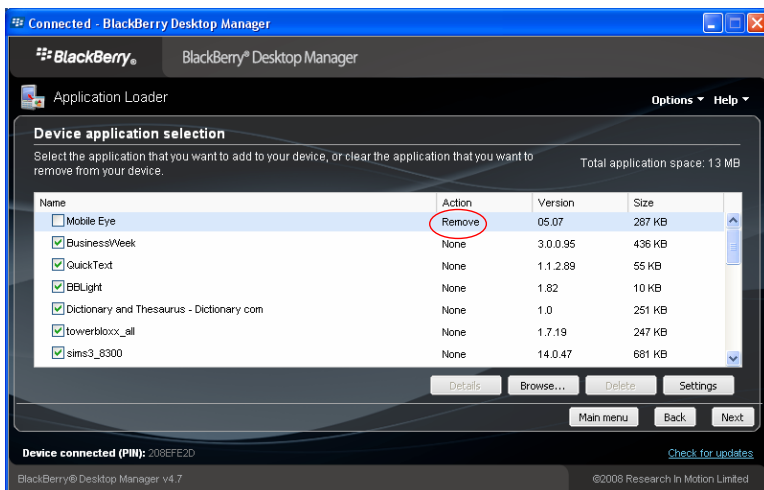 Connected - BlackBerry Desktop Manager
BlackBerry® BlackBerry® Desktop Manager
Application Loader Options Help
Device application selection
Select the application that you want to add to your device, or clear the application that you want to
remove from your device.
Total application space: 13 MB
Name Action Version Size
Mobile Eye Remove 05.07 287 KB
BusinessWeek None 3.0.0.95 436 KB
QuickText None 1.1.2.89 55 KB
BBLight None 1.82 10 KB
Dictionary and Thesaurus - Dictionary com None 1.0 251 KB
towerbloxx_all None 1.7.19 247 KB
sims3_8300 None 14.0.47 681 KB
Details Browse... Delete Settings
Main menu Back Next
Device connected (PIN): 208EFE2D Check for updates
BlackBerry® Desktop Manager v4.7 ©2008 Research In Motion Limited